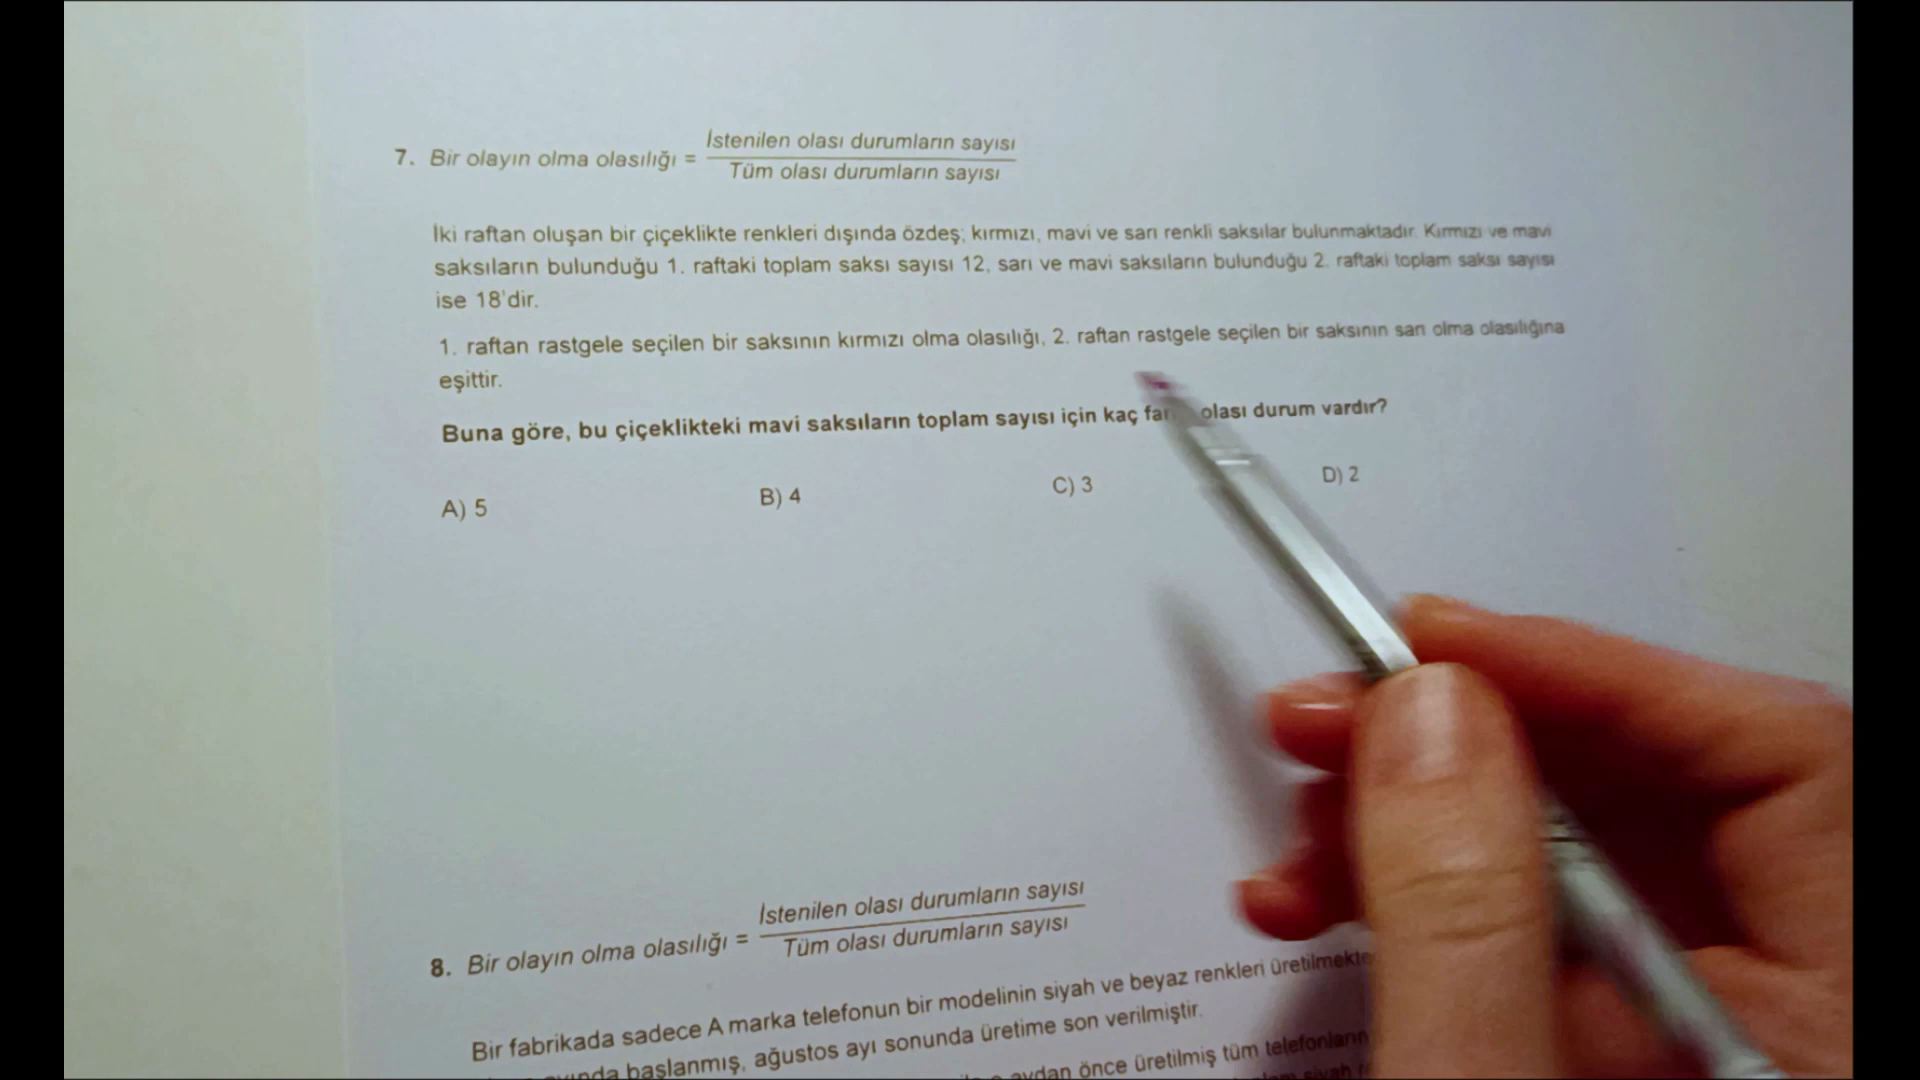 7. Bir olayın olma olasılığı = İstenilen olası durumların sayısı
Tüm olası durumların sayısı
İki raftan oluşan bir çiçeklikte renkleri dışında özdeş; kırmızı, mavi ve sarı renkli saksılar bulunmaktadır. Kırmızı ve mavi
saksıların bulunduğu 1. raftaki toplam saksı sayısı 12, sarı ve mavi saksıların bulunduğu 2. raftaki toplam saksı sayısı
ise 18'dir.
1. raftan rastgele seçilen bir saksının kırmızı olma olasılığı, 2. raftan rastgele seçilen bir saksının sarı olma olasılığına
eşittir.
Buna göre, bu çiçeklikteki mavi saksıların toplam sayısı için kaç olası durum vardır?
A) 5
B) 4
C) 3
D) 2
8. Bir olayın olma olasılığı = İstenilen olası durumların sayısı
Tüm olası durumların sayısı
Bir fabrikada sadece A marka telefonun bir modelinin siyah ve beyaz renkleri
başlanmış, ağustos ayı sonunda üretime son verilmiştir.
aydan önce üretilmiş tüm telefonların